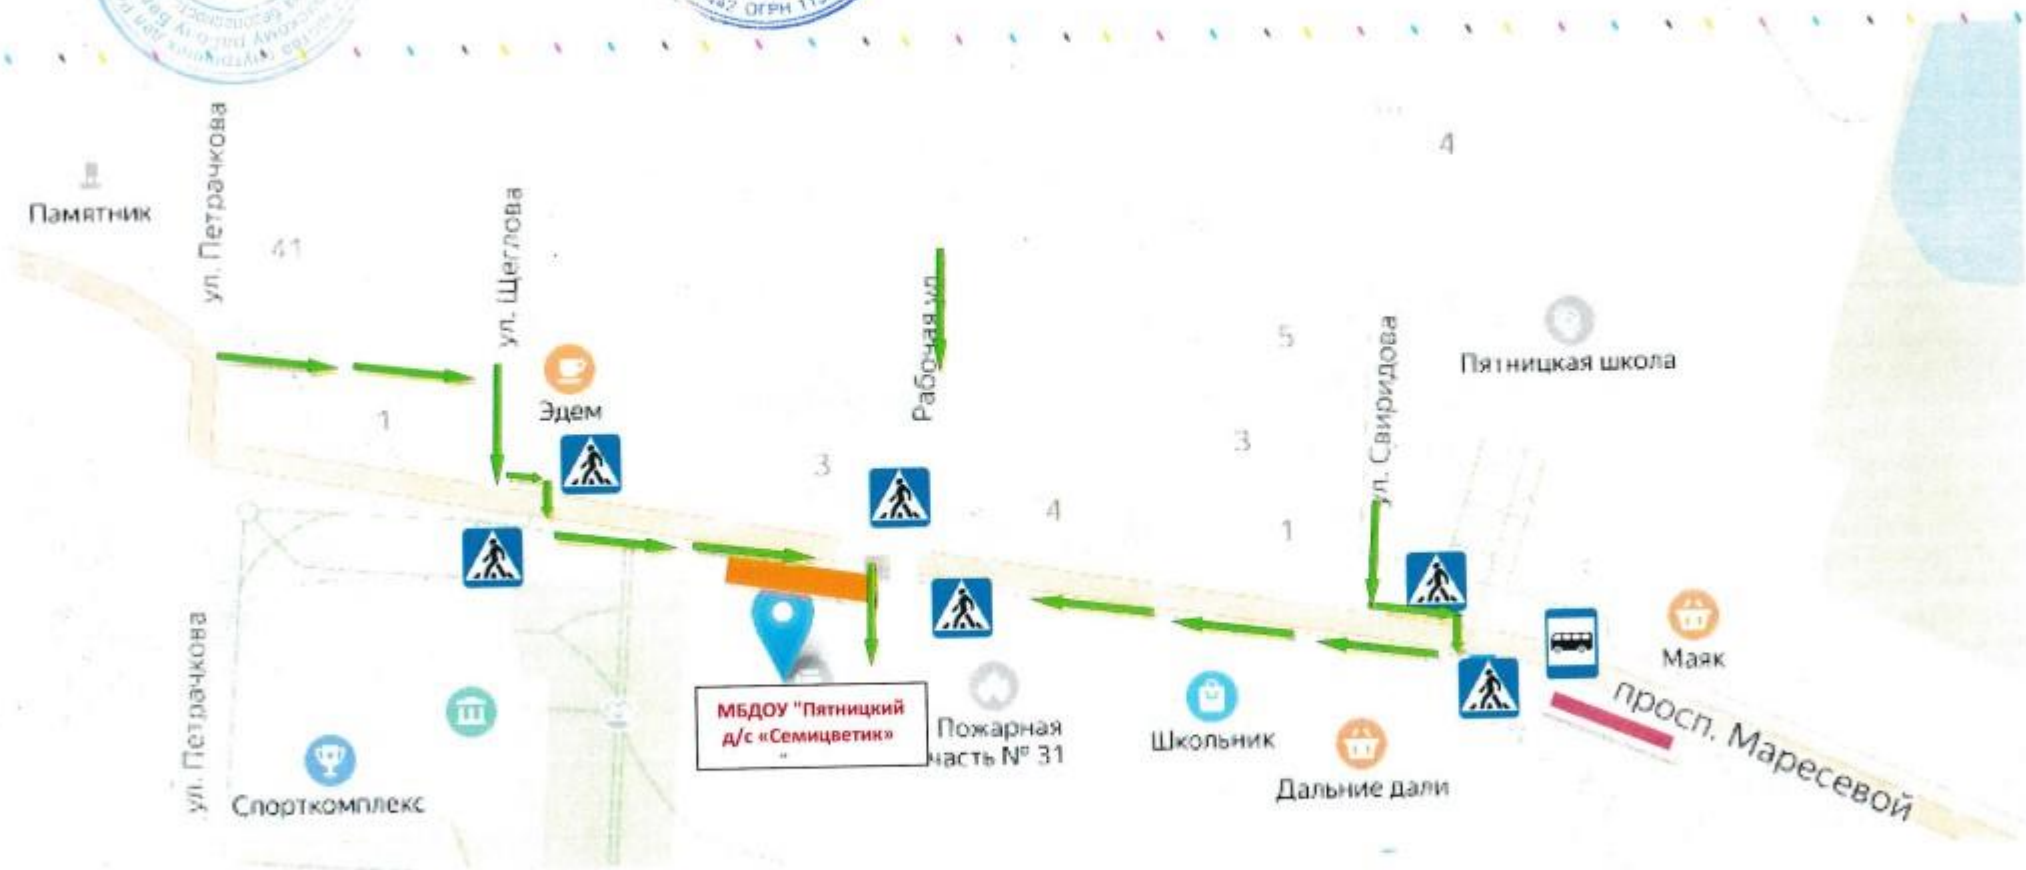 ОГРН
ул. Петрачкова
Памятник
41
ул. Щеглова
4
Рабочая ул.
5
ул. Свиридова
Пятницкая школа
Эдем
1
3
3
4
1
ул. Петрачкова
Маяк
МБДОУ "Пятницкий
д/с «Семицветик»
"
Пожарная
часть № 31
Школьник
просп. Маресевой
Дальние дали
Спорткомплекс